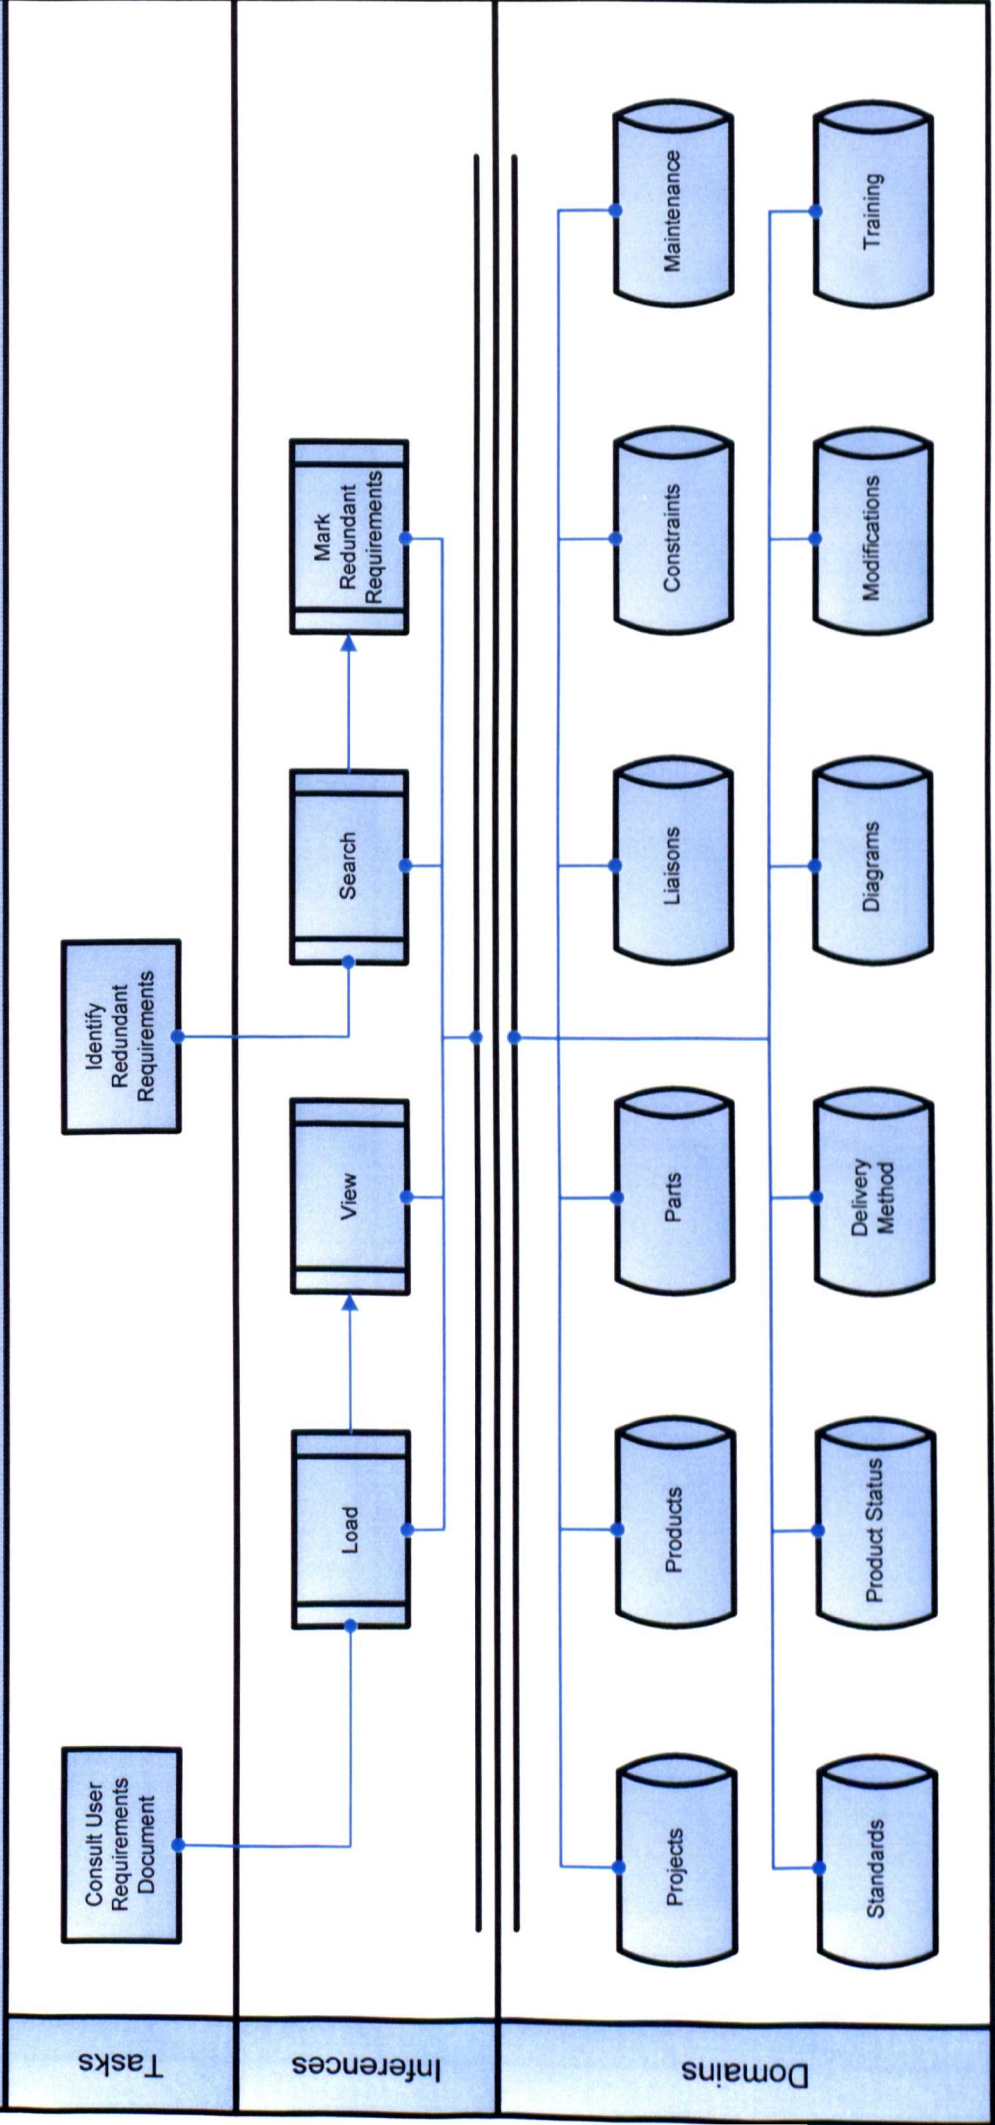 Tasks
Consult User
Requirements
Document
Identify
Redundant
Requirements
Inferences
Load
View
Search
Mark
Redundant
Requirements
Domains
Projects
Products
Parts
Liaisons
Constraints
Maintenance
Standards
Product Status
Delivery
Method
Diagrams
Modifications
Training